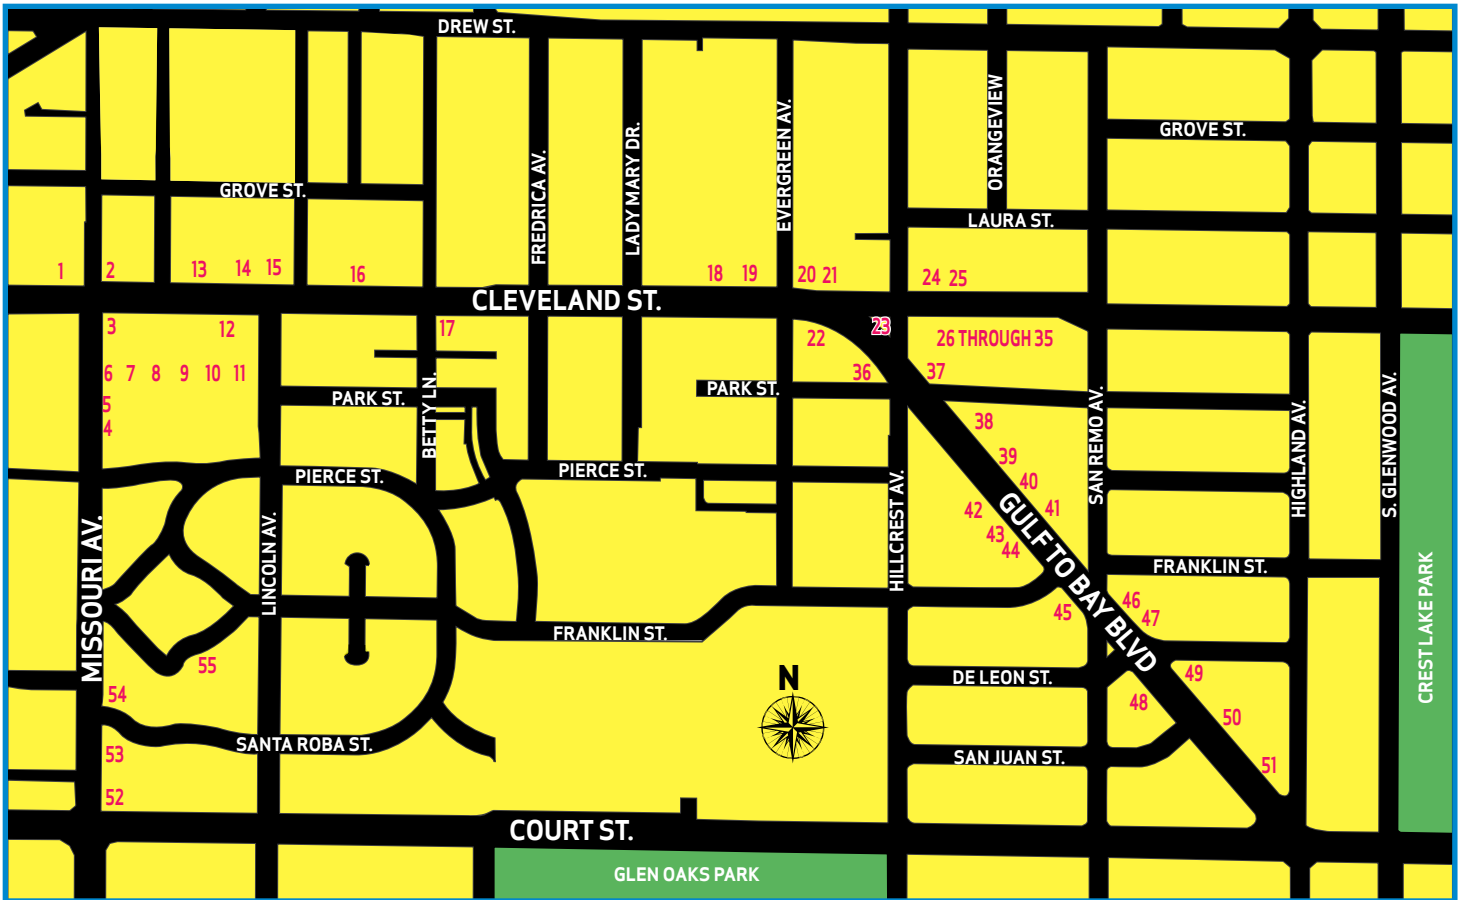 DREW ST.
ORANGEVIEW
EVERGREEN AV.
LADY MARY DR.
FREDRICA AV.
GROVE ST.
GROVE ST.
LAURA ST.
1
2
13
14
15
16
18
19
20
21
24
25
CLEVELAND ST.
3
12
17
22
23
26 THROUGH 35
6
7
8
9
10
11
5
4
36
37
PARK ST.
BETTY LN.
PARK ST.
38
39
40
41
42
43
44
SAN REMO AV.
HIGHLAND AV.
S. GLENWOOD AV.
PIERCE ST.
PIERCE ST.
HILLCREST AV.
GULF TO BAY BLVD
MISSOURI AV.
LINCOLN AV.
FRANKLIN ST.
CREST LAKE PARK
45
46
47
FRANKLIN ST.
55
54
N
DE LEON ST.
48
49
50
51
SANTA ROBA ST.
SAN JUAN ST.
53
52
COURT ST.
GLEN OAKS PARK